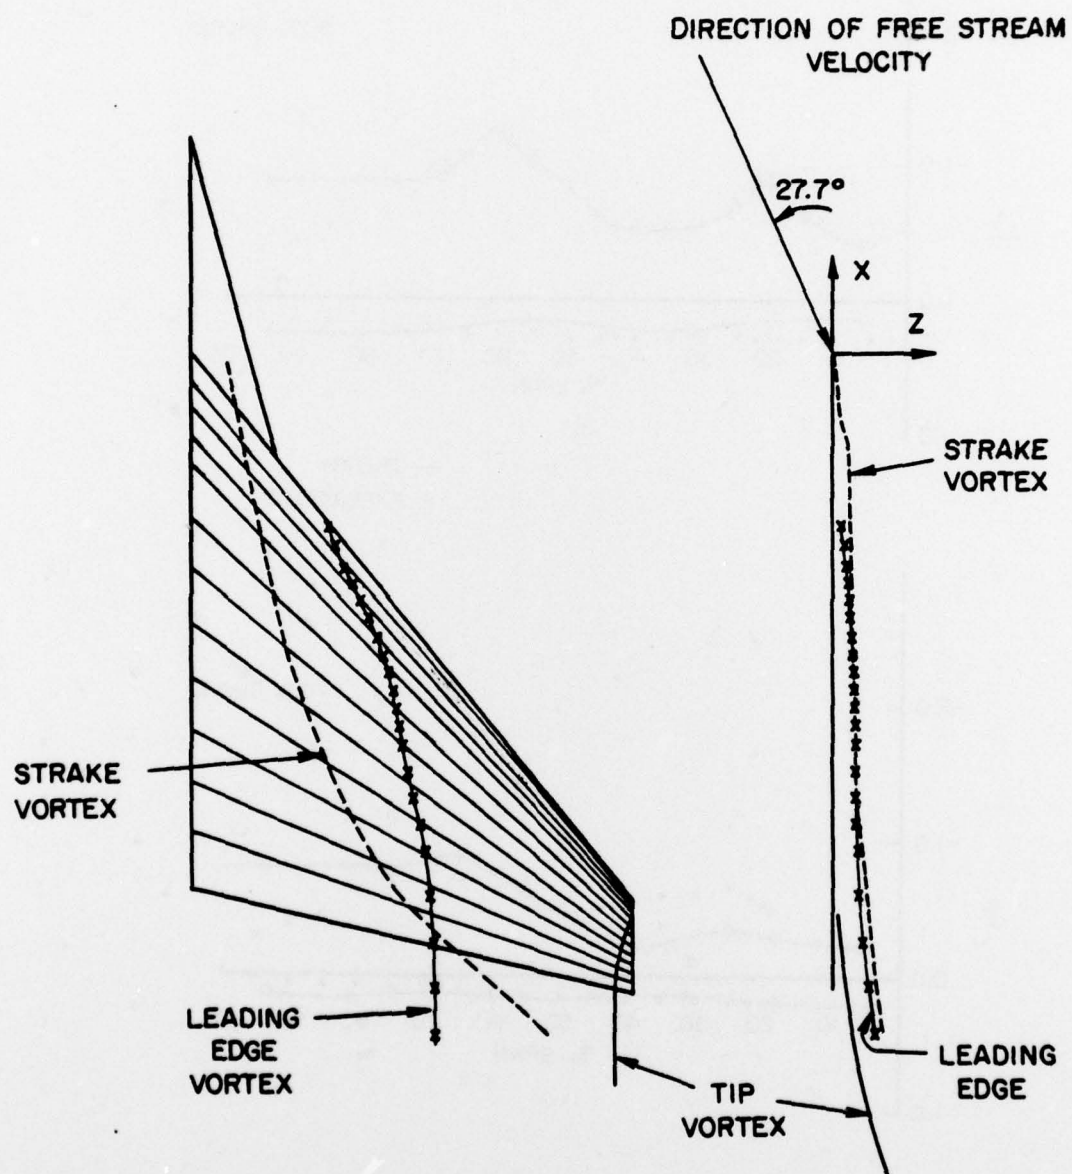 DIRECTION OF FREE STREAM
VELOCITY
27.7°
X
Z
STRAKE
VORTEX
STRAKE
VORTEX
LEADING
EDGE
VORTEX
TIP
VORTEX
LEADING
EDGE